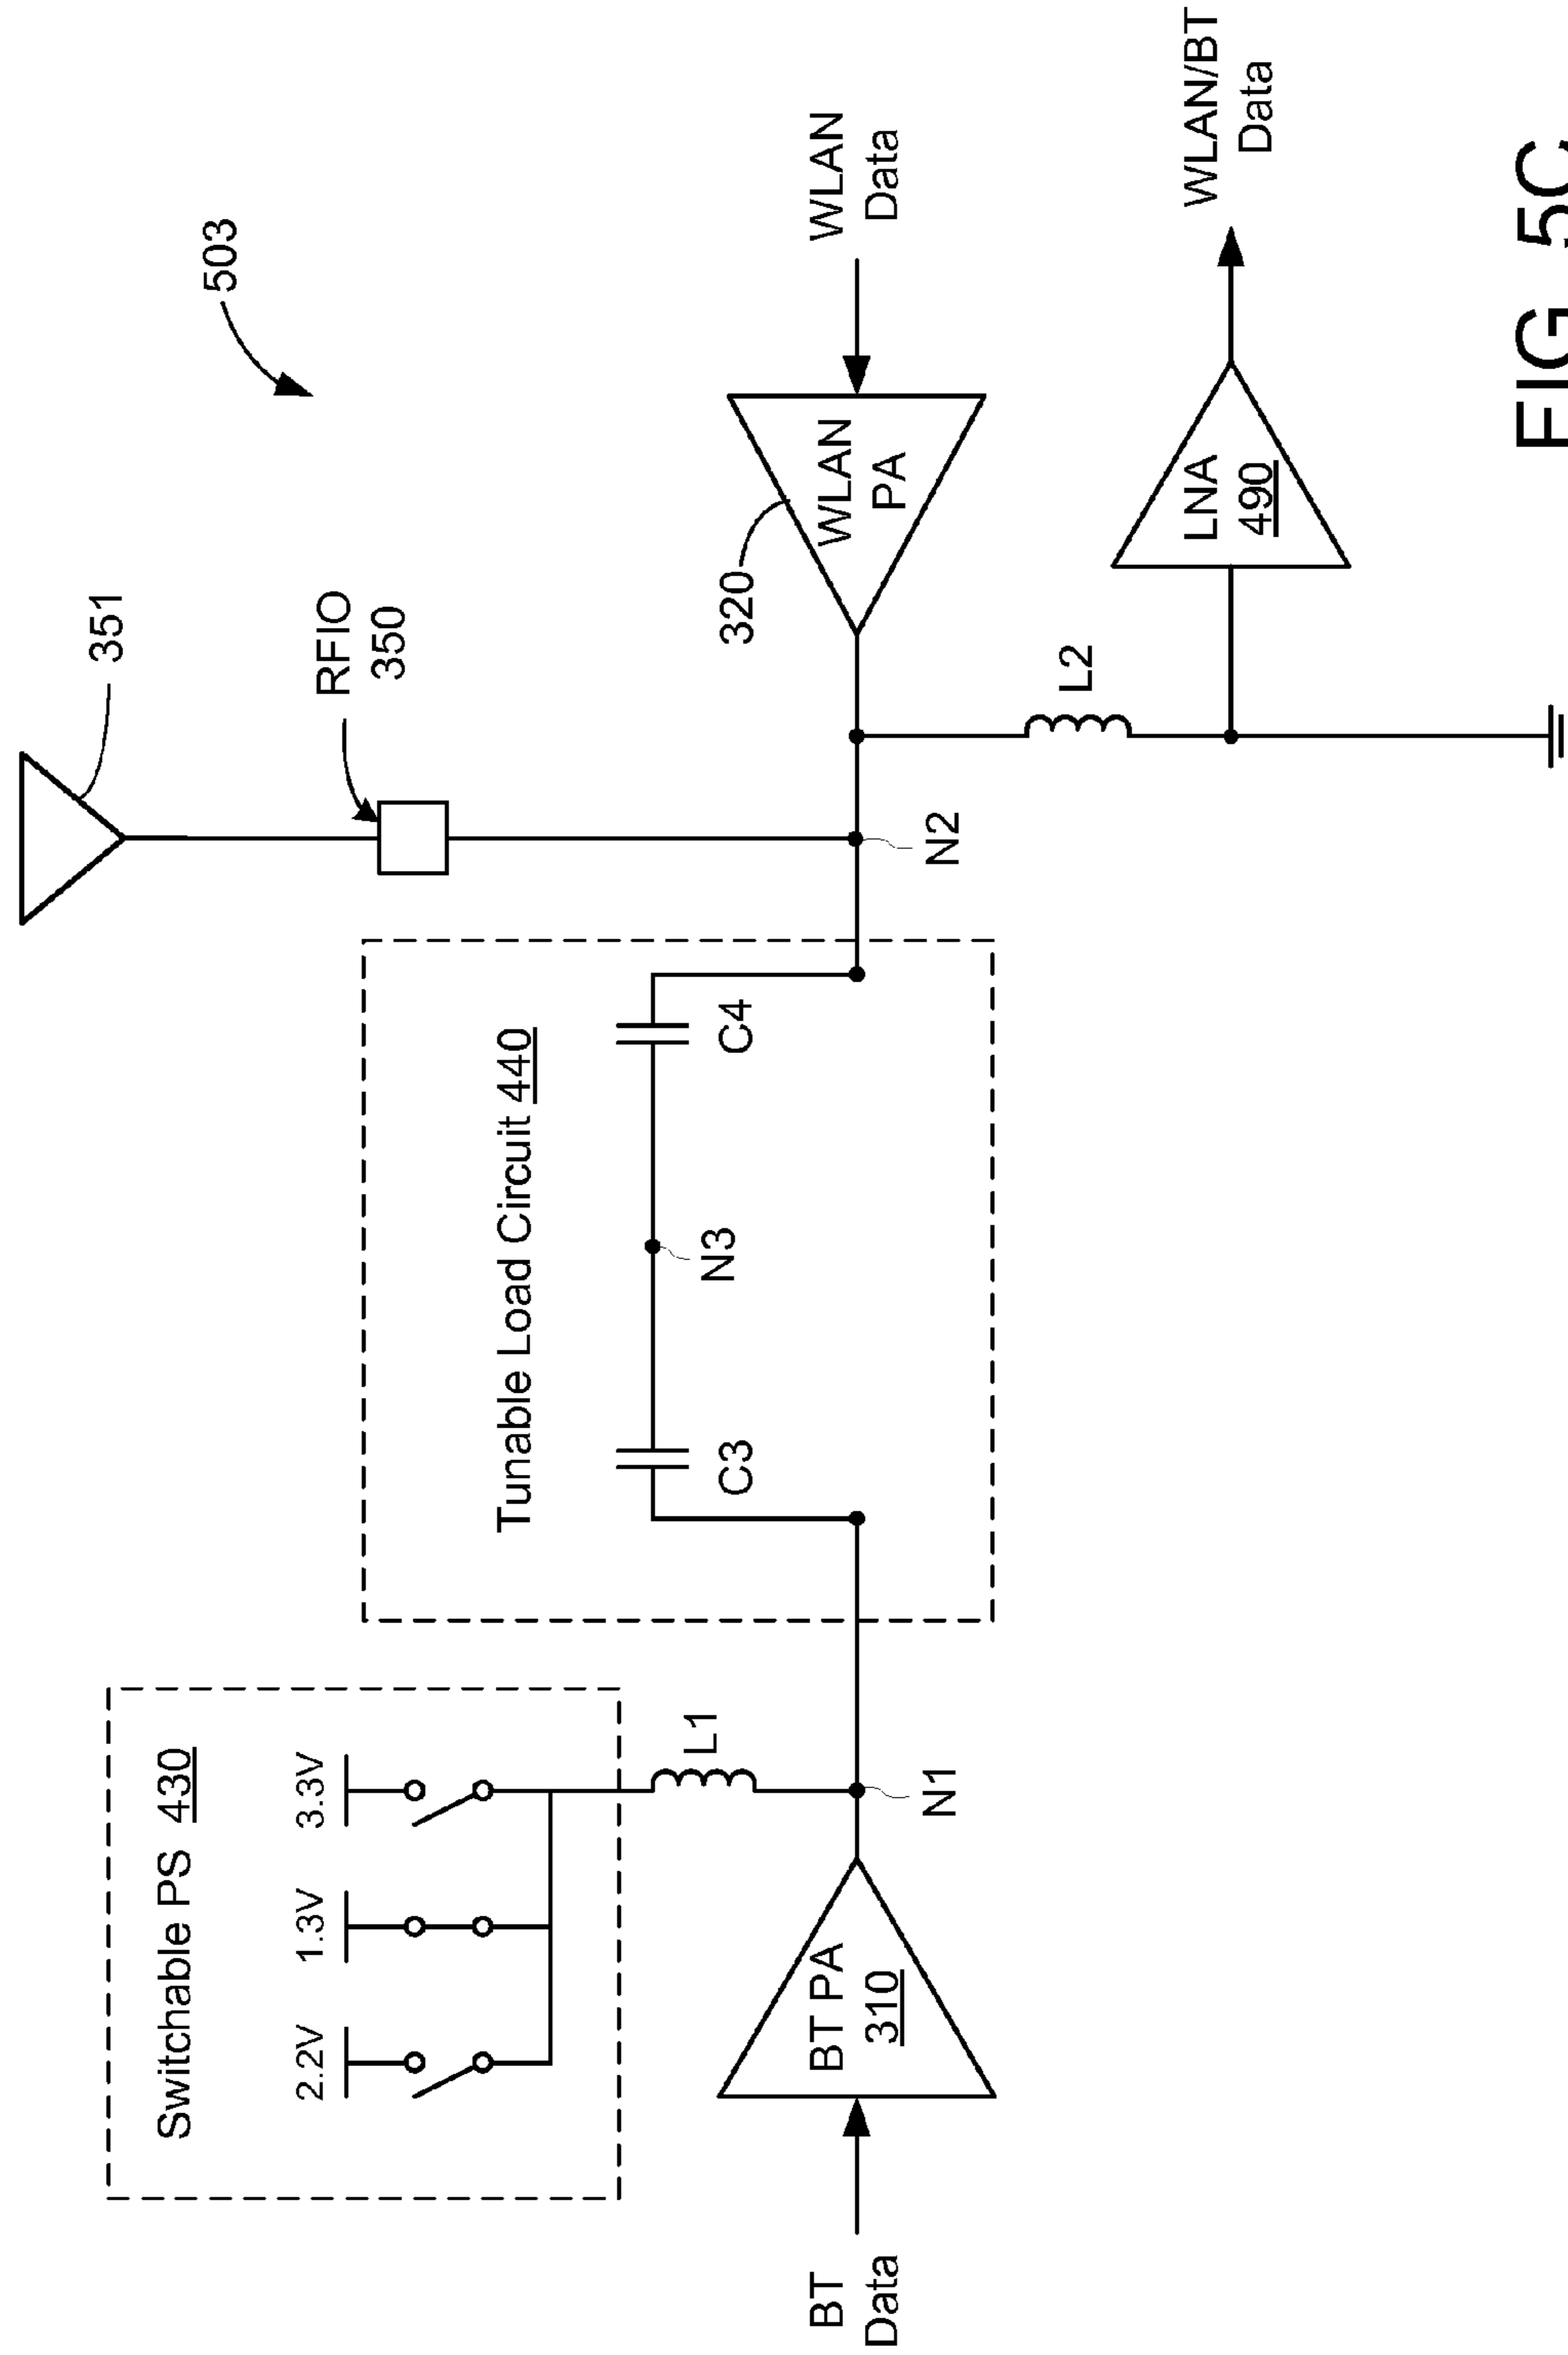 503
351
RFIO
350
Switchable PS 430
2.2V
1.3V
3.3V
L1
Tunable Load Circuit 440
C3
N3
C4
320
WLAN
PA
WLAN
Data
BT
Data
BT PA
310
N1
N2
L2
LNA
490
WLAN/BT
Data
FIG. 5C